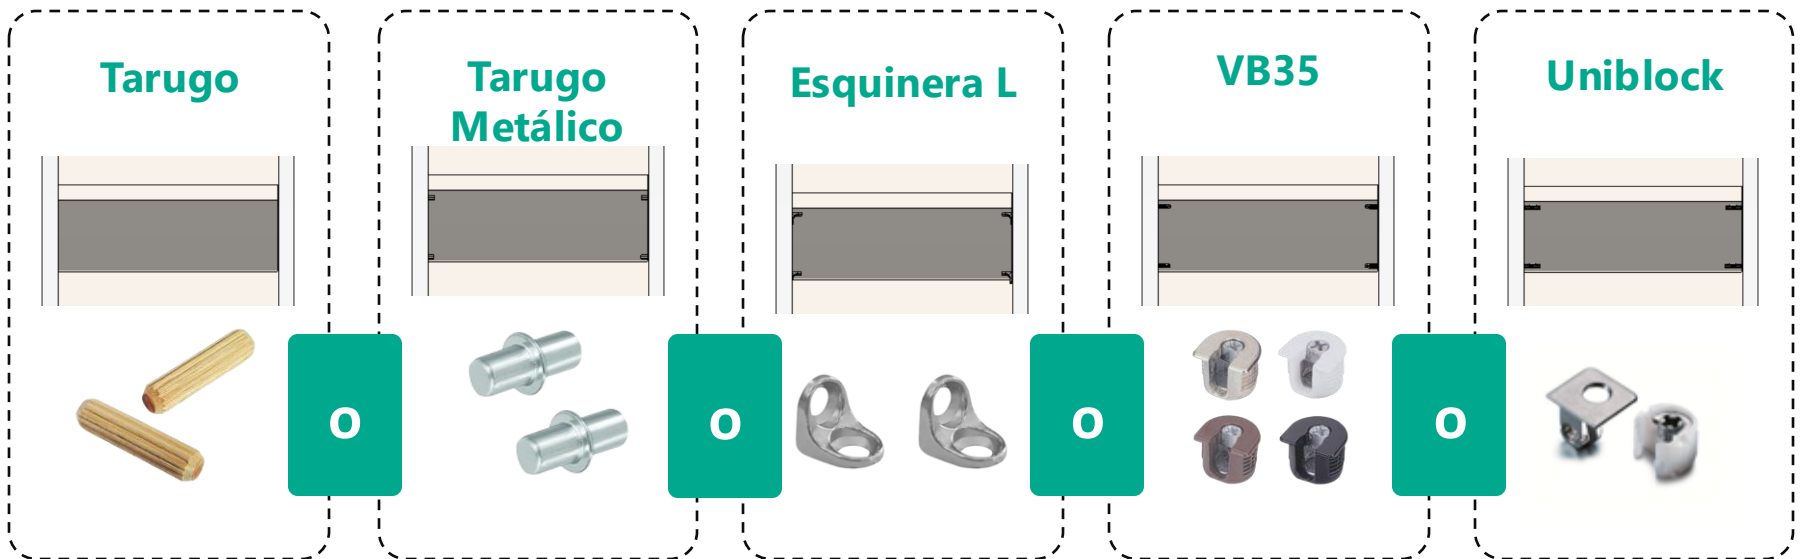 Tarugo
Tarugo
Metálico
Esquinera L
VB35
Uniblock
O
O
O
O